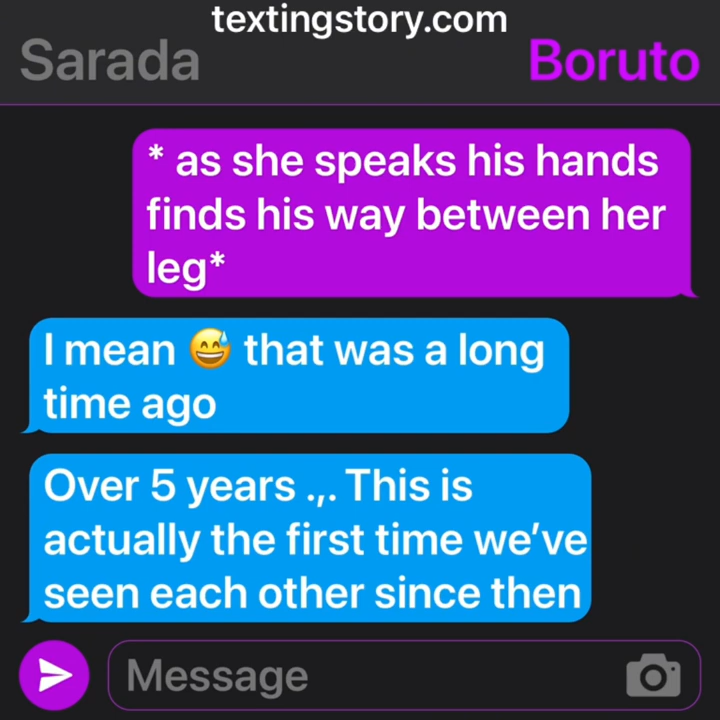 textingstory.com
Sarada
Boruto
* as she speaks his hands
finds his way between her
leg*
I mean 😅 that was a long
time ago
Over 5 years .,. This is
actually the first time we've
seen each other since then
Message